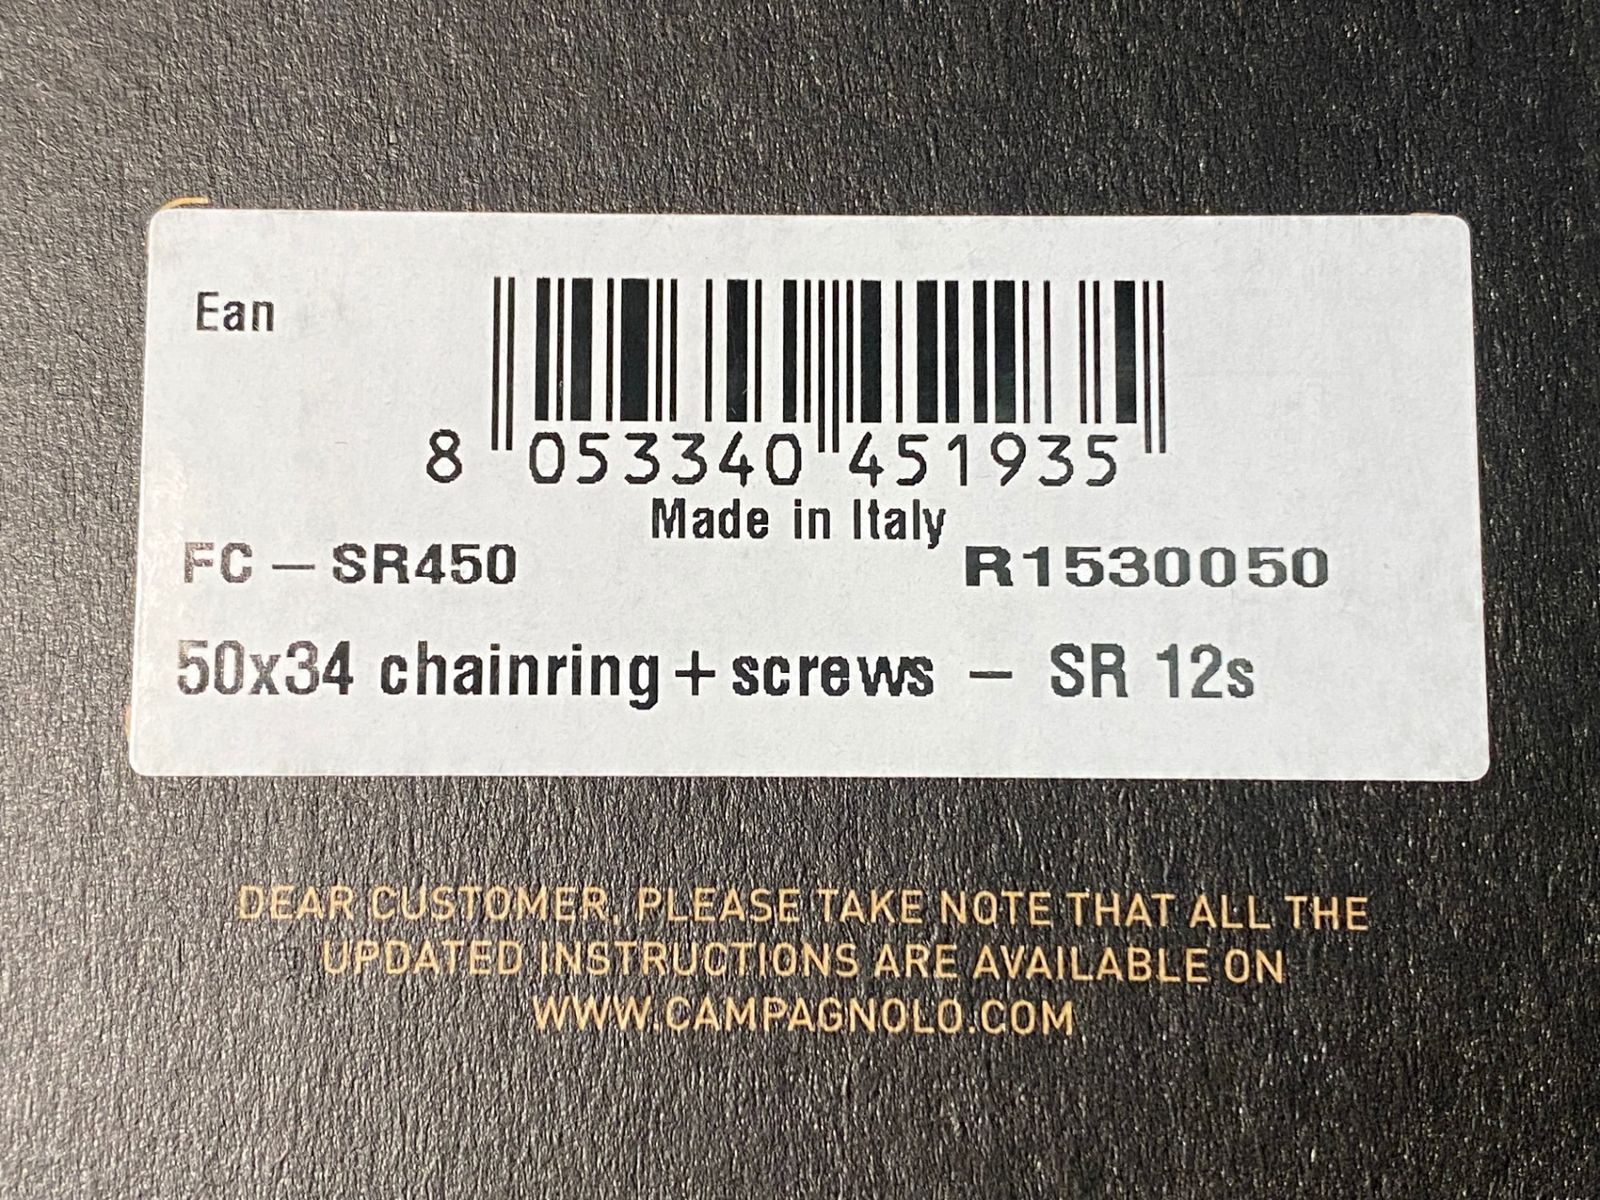 Ean
8 053340 451935
Made in Italy
FC – SR450 R1530050
50x34 chainring + screws – SR 12s
DEAR CUSTOMER, PLEASE TAKE NOTE THAT ALL THE
UPDATED INSTRUCTIONS ARE AVAILABLE ON
WWW.CAMPAGNOLO.COM